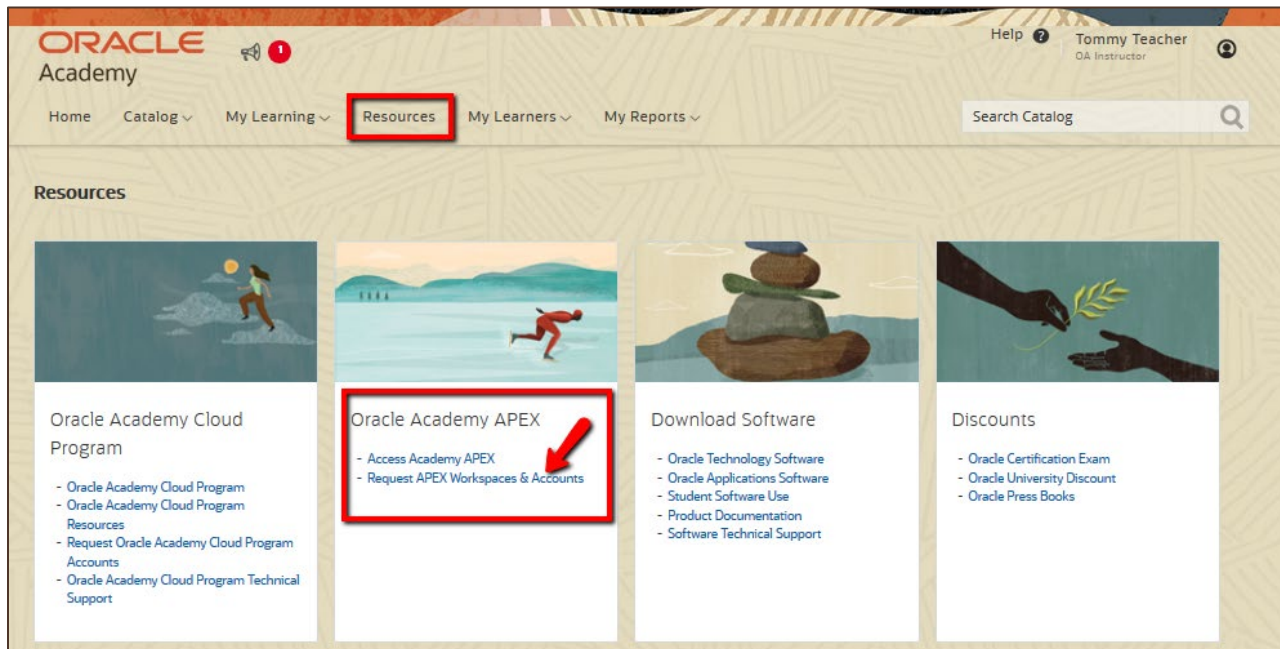 ORACLE
Academy
1
Help ?
Tommy Teacher
OA Instructor
Home Catalog My Learning Resources My Learners My Reports
Search Catalog
Resources
Oracle Academy Cloud
Program
- Oracle Academy Cloud Program
- Oracle Academy Cloud Program
Resources
- Request Oracle Academy Cloud Program
Accounts
- Oracle Academy Cloud Program Technical
Support
Oracle Academy APEX
- Access Academy APEX
- Request APEX Workspaces & Accounts
Download Software
- Oracle Technology Software
- Oracle Applications Software
- Student Software Use
- Product Documentation
- Software Technical Support
Discounts
- Oracle Certification Exam
- Oracle University Discount
- Oracle Press Books